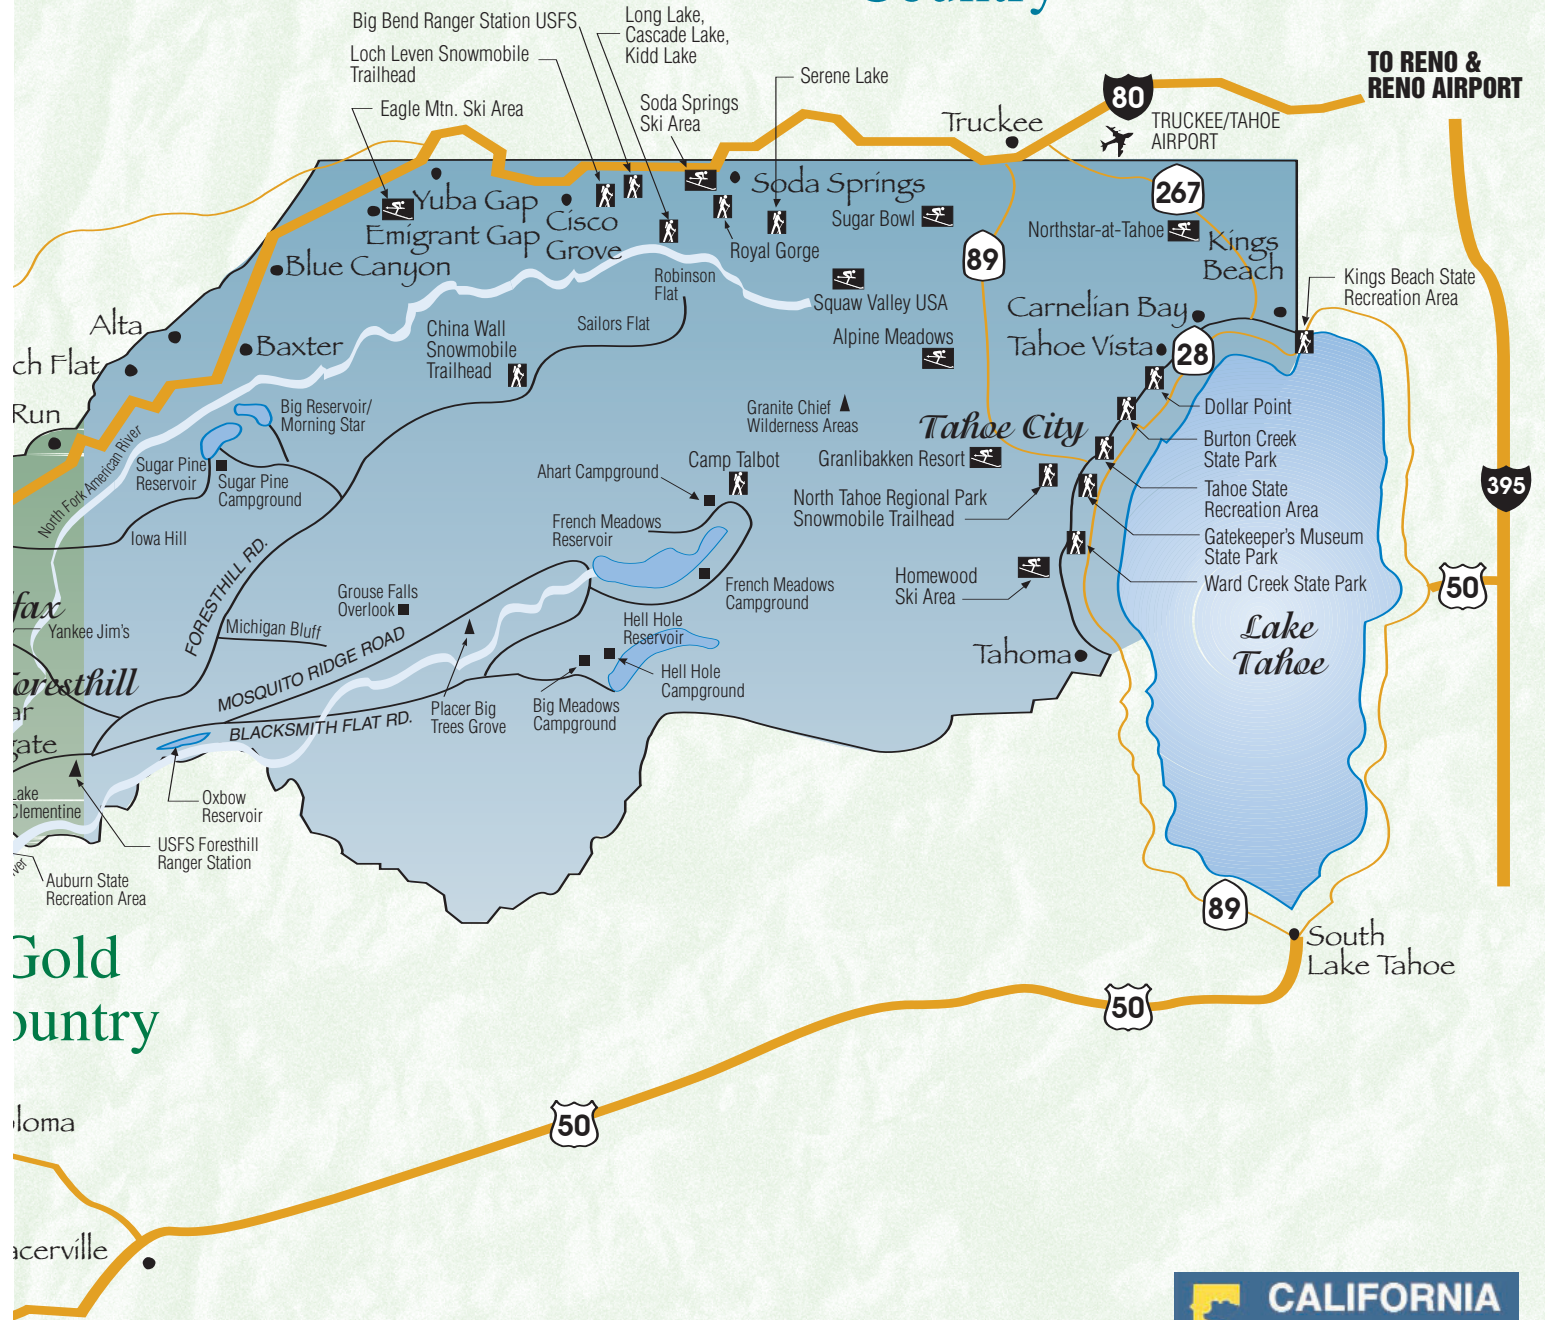 Country
Big Bend Ranger Station USFS
Long Lake,
Cascade Lake,
Kidd Lake
Loch Leven Snowmobile
Trailhead
Eagle Mtn. Ski Area
Soda Springs
Ski Area
Serene Lake
TO RENO &
RENO AIRPORT
80
Truckee
TRUCKEE/TAHOE
AIRPORT
Yuba Gap
Emigrant Gap
Cisco
Grove
Soda Springs
Royal Gorge
Sugar Bowl
267
Northstar-at-Tahoe
Kings
Beach
89
Blue Canyon
Robinson
Flat
Squaw Valley USA
Kings Beach State
Recreation Area
Alta
Baxter
China Wall
Snowmobile
Trailhead
Sailors Flat
Alpine Meadows
Carnelian Bay
Tahoe Vista
28
ch Flat
Run
Big Reservoir/
Morning Star
Granite Chief
Wilderness Areas
Tahoe City
Dollar Point
Burton Creek
State Park
North Fork American River
Sugar Pine
Reservoir
Sugar Pine
Campground
Ahart Campground
Camp Talbot
Granlibakken Resort
North Tahoe Regional Park
Snowmobile Trailhead
Tahoe State
Recreation Area
395
Iowa Hill
French Meadows
Reservoir
Gatekeeper's Museum
State Park
FORESTHILL RD.
Grouse Falls
Overlook
French Meadows
Campground
Homewood
Ski Area
Ward Creek State Park
50
fax
Yankee Jim's
Michigan Bluff
Hell Hole
Reservoir
Lake
Tahoe
MOSQUITO RIDGE ROAD
Tahoma
oresthill
ar
gate
BLACKSMITH FLAT RD.
Placer Big
Trees Grove
Big Meadows
Campground
Hell Hole
Campground
Lake
Clementine
Oxbow
Reservoir
USFS Foresthill
Ranger Station
ver
Auburn State
Recreation Area
89
South
Lake Tahoe
Gold
ountry
50
50
loma
acerville
CALIFORNIA